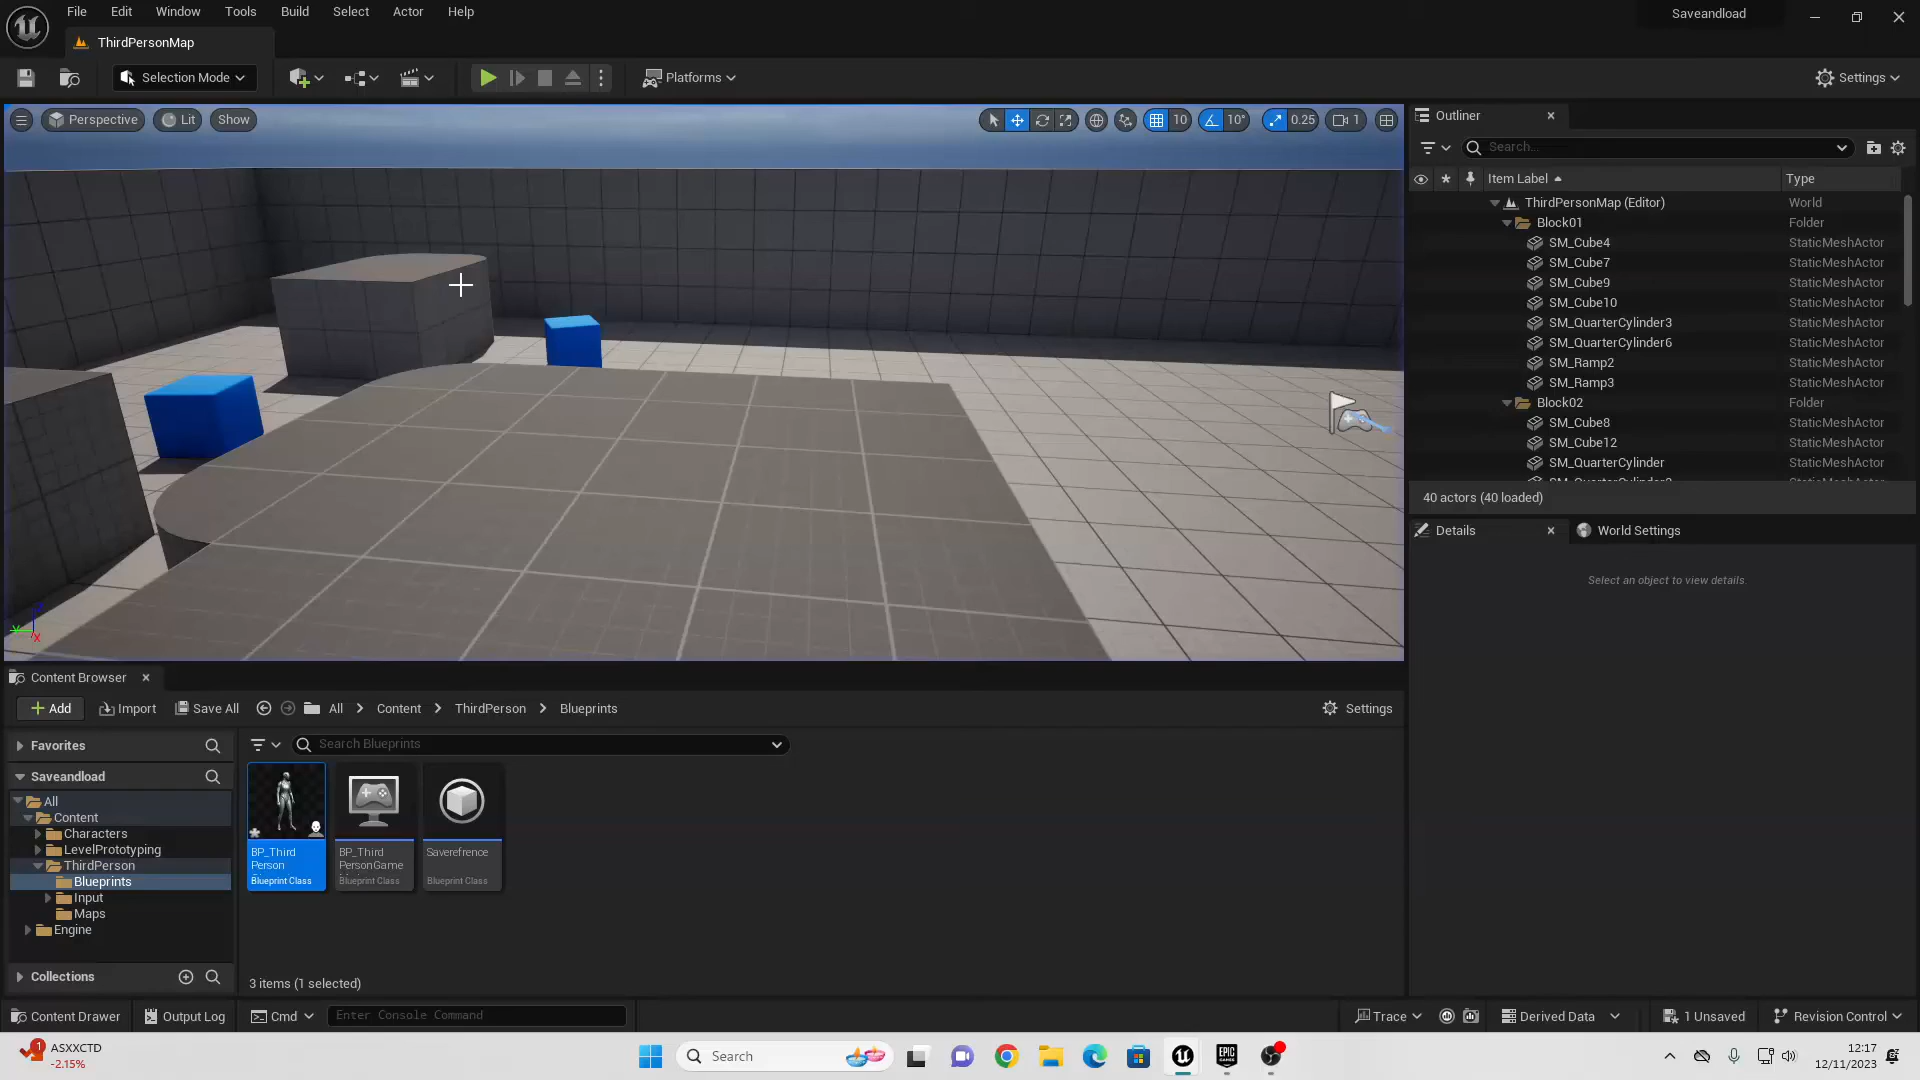 File Edit Window Tools Build Select Actor Help
Saveandload
ThirdPersonMap
Selection Mode
Platforms
Settings
Perspective
Lit
Show
10
10°
0.25
1
Outliner
Search...
Item Label
Type
ThirdPersonMap (Editor) World
Block01 Folder
SM_Cube4 StaticMeshActor
SM_Cube7 StaticMeshActor
SM_Cube9 StaticMeshActor
SM_Cube10 StaticMeshActor
SM_QuarterCylinder3 StaticMeshActor
SM_QuarterCylinder6 StaticMeshActor
SM_Ramp2 StaticMeshActor
SM_Ramp3 StaticMeshActor
Block02 Folder
SM_Cube8 StaticMeshActor
SM_Cube12 StaticMeshActor
SM_QuarterCylinder StaticMeshActor
40 actors (40 loaded)
Details
World Settings
Select an object to view details.
X
Content Browser
Add
Import
Save All
All
Content
ThirdPerson
Blueprints
Settings
Favorites
Search Blueprints
Saveandload
All
Content
Characters
LevelPrototyping
ThirdPerson
Blueprints
Input
Maps
Engine
Collections
BP_Third
Person
Blueprint Class
BP_Third
PersonGame
Blueprint Class
Saverefrence
Blueprint Class
3 items (1 selected)
Content Drawer
Output Log
Cmd
Enter Console Command
Trace
Derived Data
1 Unsaved
Revision Control
1
ASXXCTD
-2.15%
Search
EPIC
GAMES
12:17
12/11/2023